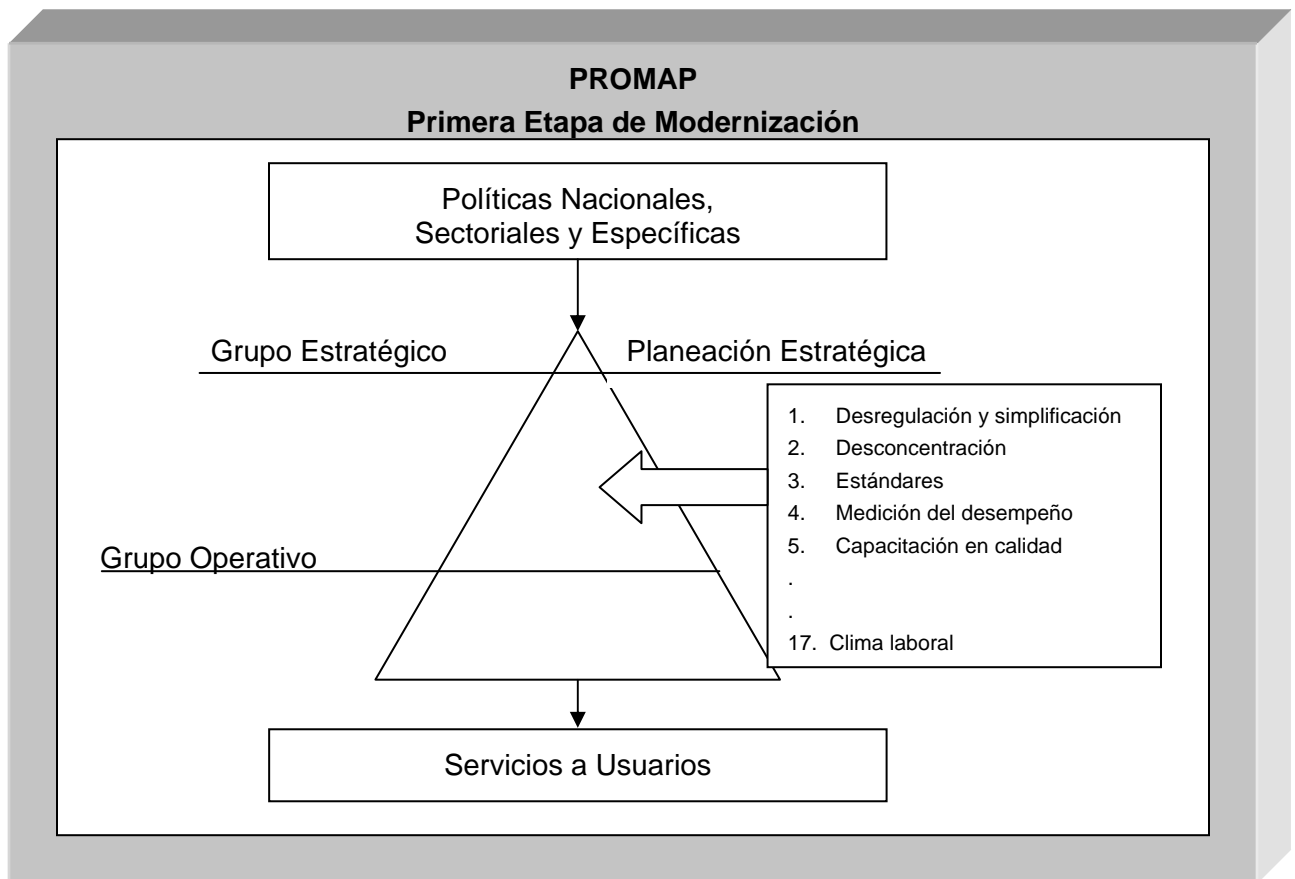 PROMAP
Primera Etapa de Modernización
Políticas Nacionales,
Sectoriales y Específicas
Grupo Estratégico
Planeación Estratégica
1. Desregulación y simplificación
2. Desconcentración
3. Estándares
4. Medición del desempeño
5. Capacitación en calidad
.
.
17. Clima laboral
Grupo Operativo
Servicios a Usuarios